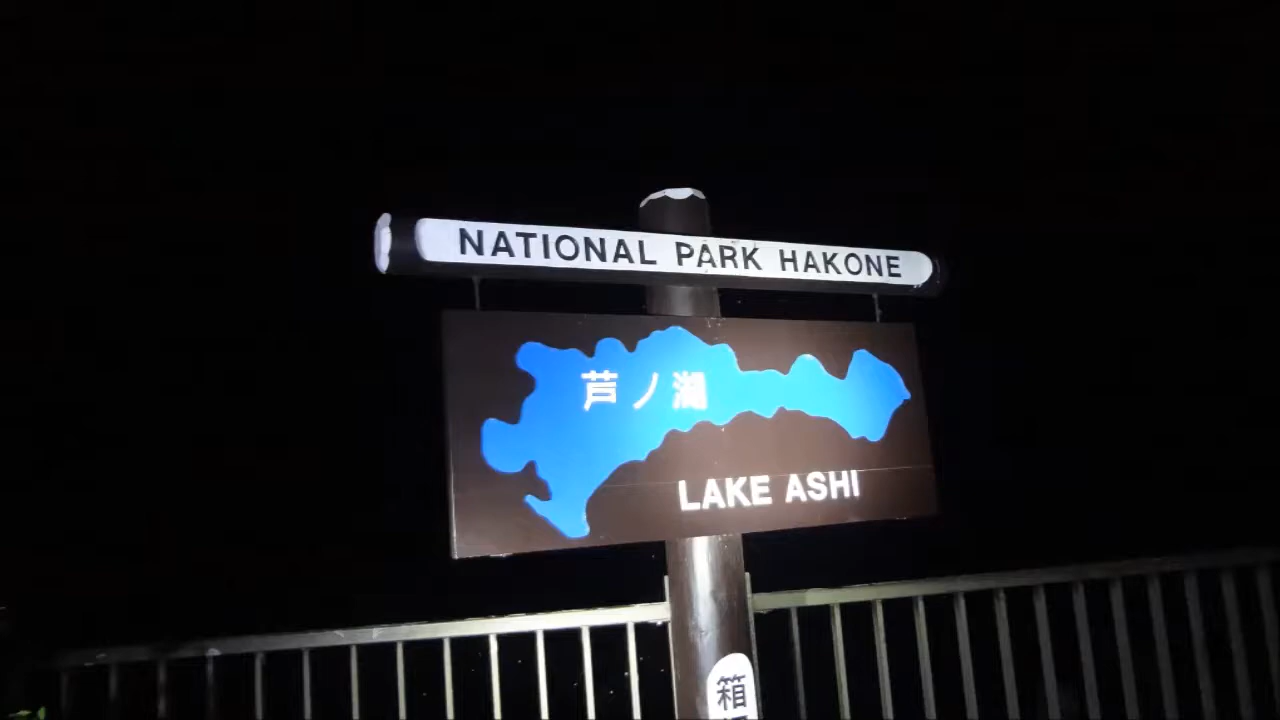 NATIONAL PARK HAKONE
芦ノ湖
LAKE ASHI
箱